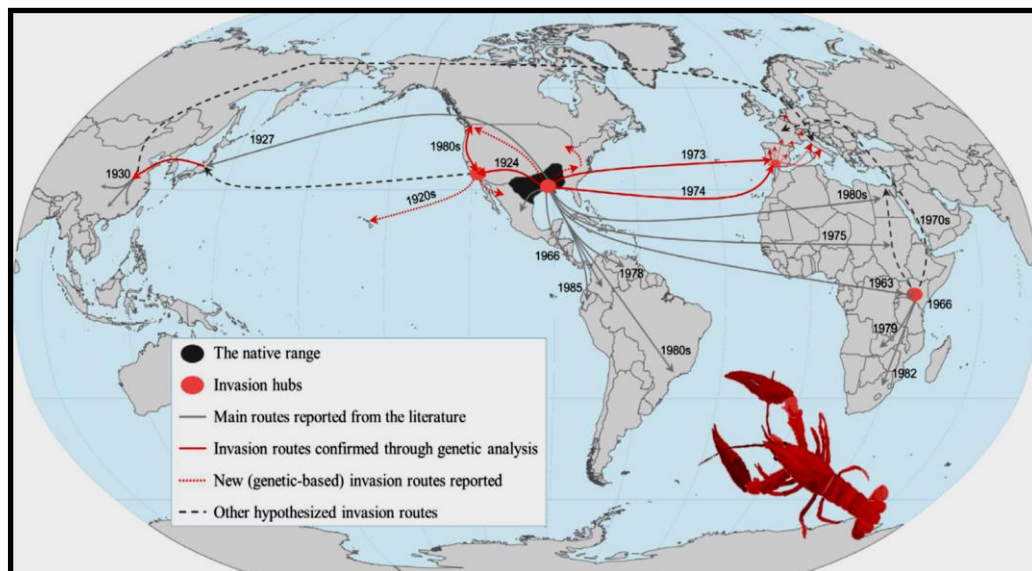 1927
1930
1980s
1924
1920s
1973
1974
1980s
1970s
1975
1966
1978
1985
1963
1966
1979
1980s
1982
The native range
Invasion hubs
Main routes reported from the literature
Invasion routes confirmed through genetic analysis
New (genetic-based) invasion routes reported
Other hypothesized invasion routes